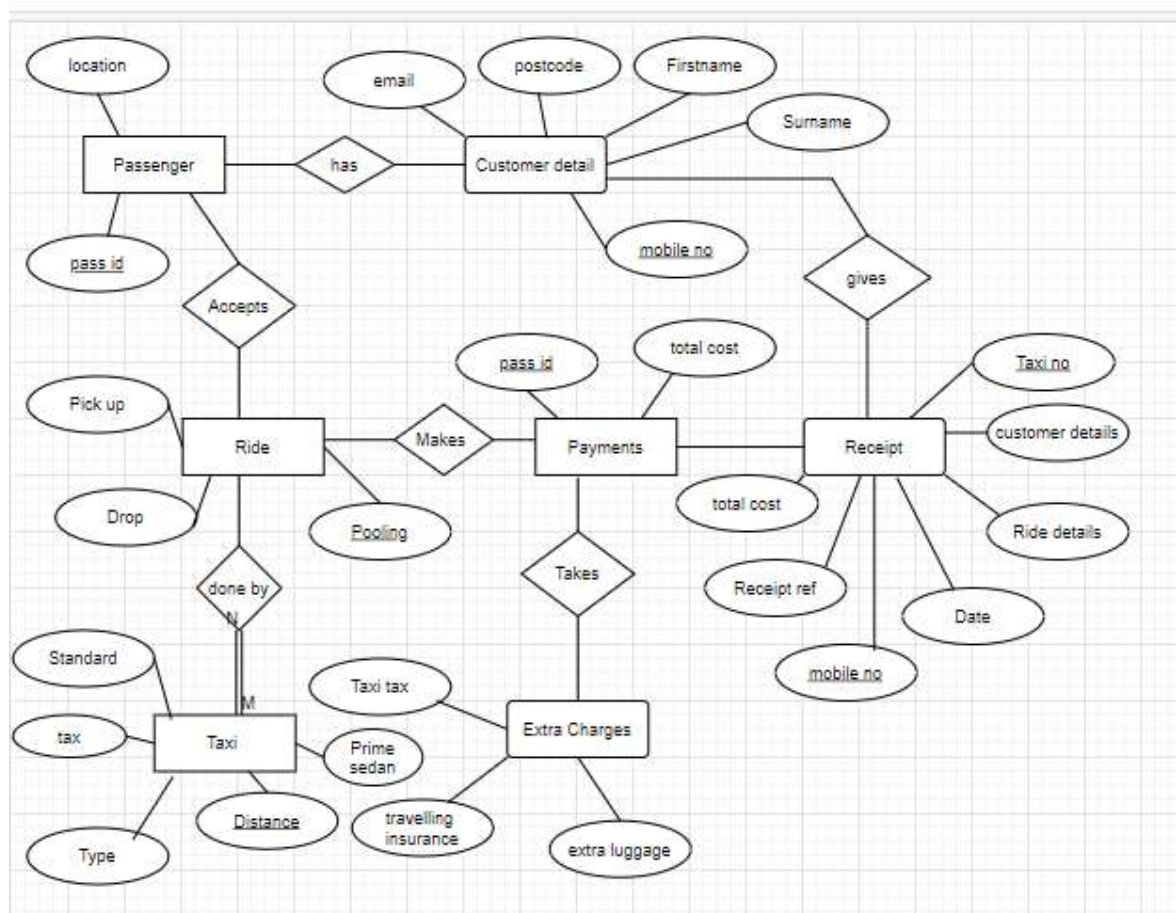 location
email
postcode
Firstname
Surname
Passenger
has
Customer detail
pass id
mobile no
Accepts
gives
pass id
total cost
Taxi no
Pick up
Ride
Makes
Payments
Receipt
customer details
Drop
Pooling
total cost
Ride details
done by
Takes
Receipt ref
Date
N
Standard
mobile no
Taxi tax
M
tax
Taxi
Prime
sedan
Extra Charges
Distance
travelling
insurance
Type
extra luggage